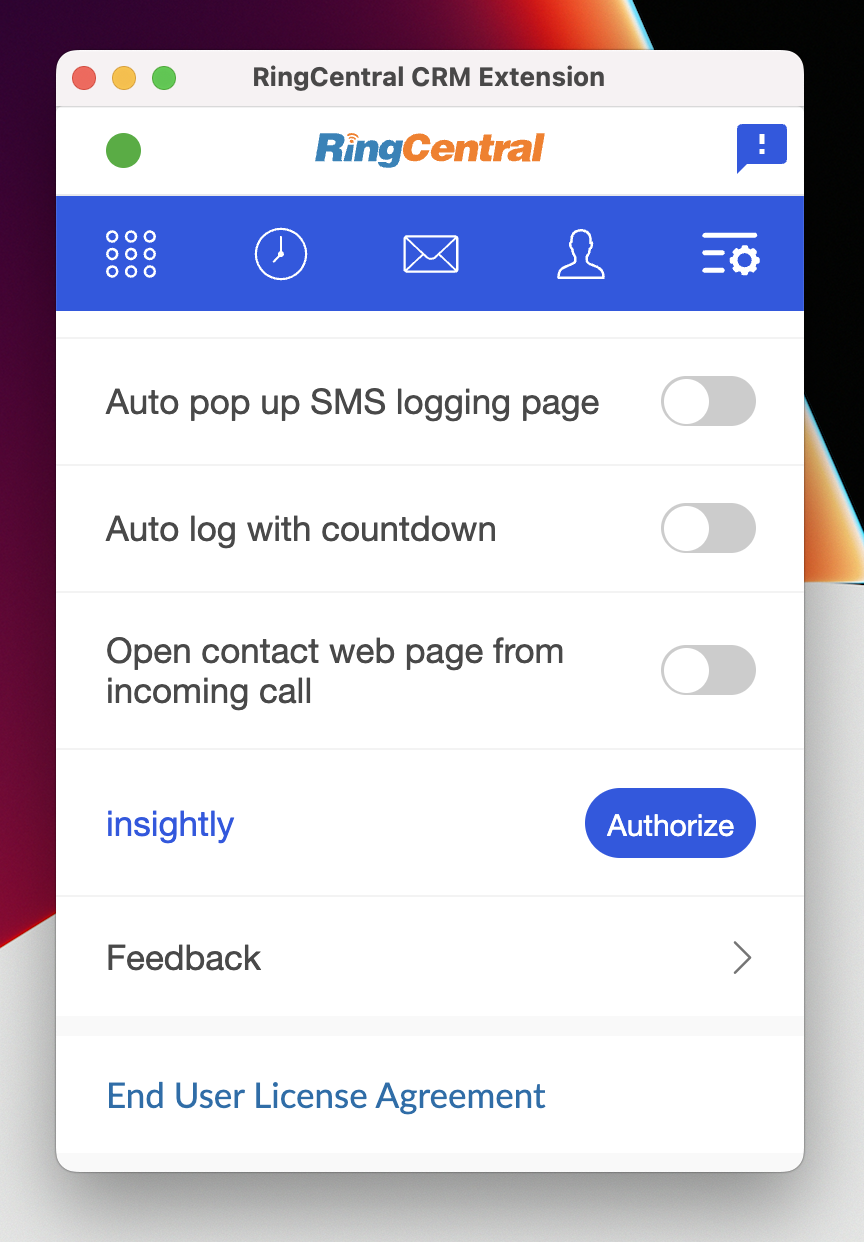 RingCentral CRM Extension
RingCentral
!
Auto pop up SMS logging page
Auto log with countdown
Open contact web page from
incoming call
insightly
Authorize
Feedback
End User License Agreement